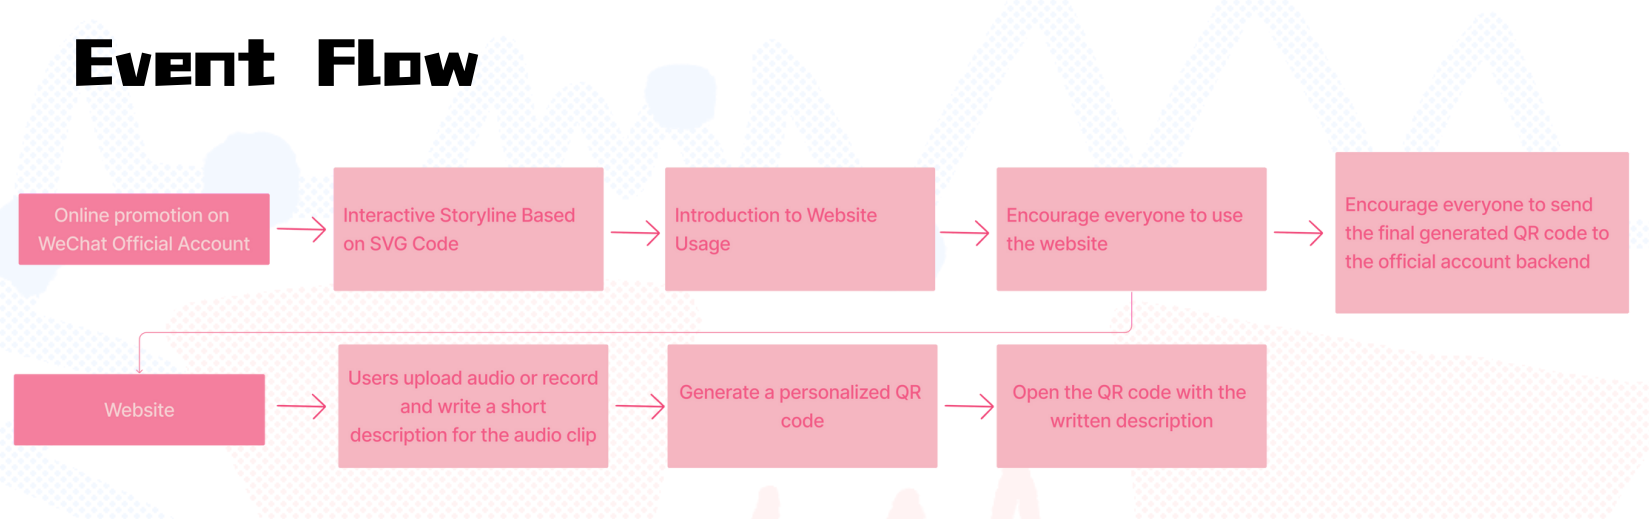 Event Flow
Online promotion on
WeChat Official Account
Interactive Storyline Based
on SVG Code
Introduction to Website
Usage
Encourage everyone to use
the website
Encourage everyone to send
the final generated QR code to
the official account backend
Website
Users upload audio or record
and write a short
description for the audio clip
Generate a personalized QR
code
Open the QR code with the
written description